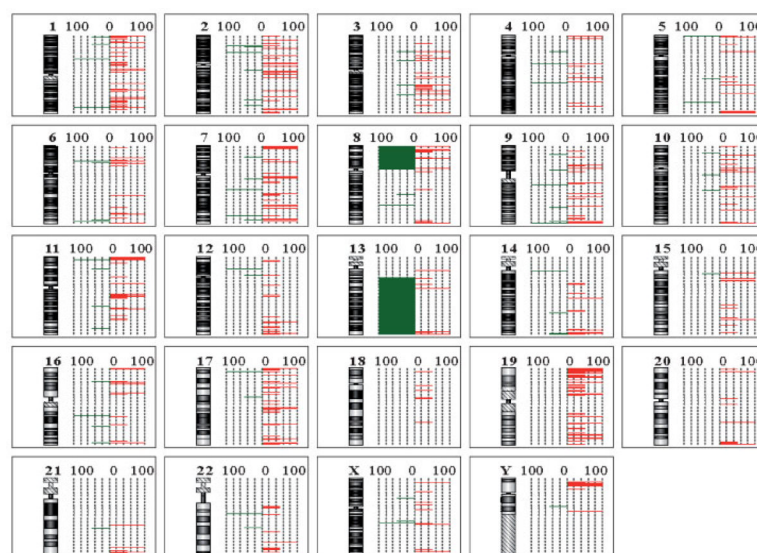 1 100 0 100
2 100 0 100
3 100 0 100
4 100 0 100
5 100 0 100
6 100 0 100
7 100 0 100
8 100 0 100
9 100 0 100
10 100 0 100
11 100 0 100
12 100 0 100
13 100 0 100
14 100 0 100
15 100 0 100
16 100 0 100
17 100 0 100
18 100 0 100
19 100 0 100
20 100 0 100
21 100 0 100
22 100 0 100
X 100 0 100
Y 100 0 100